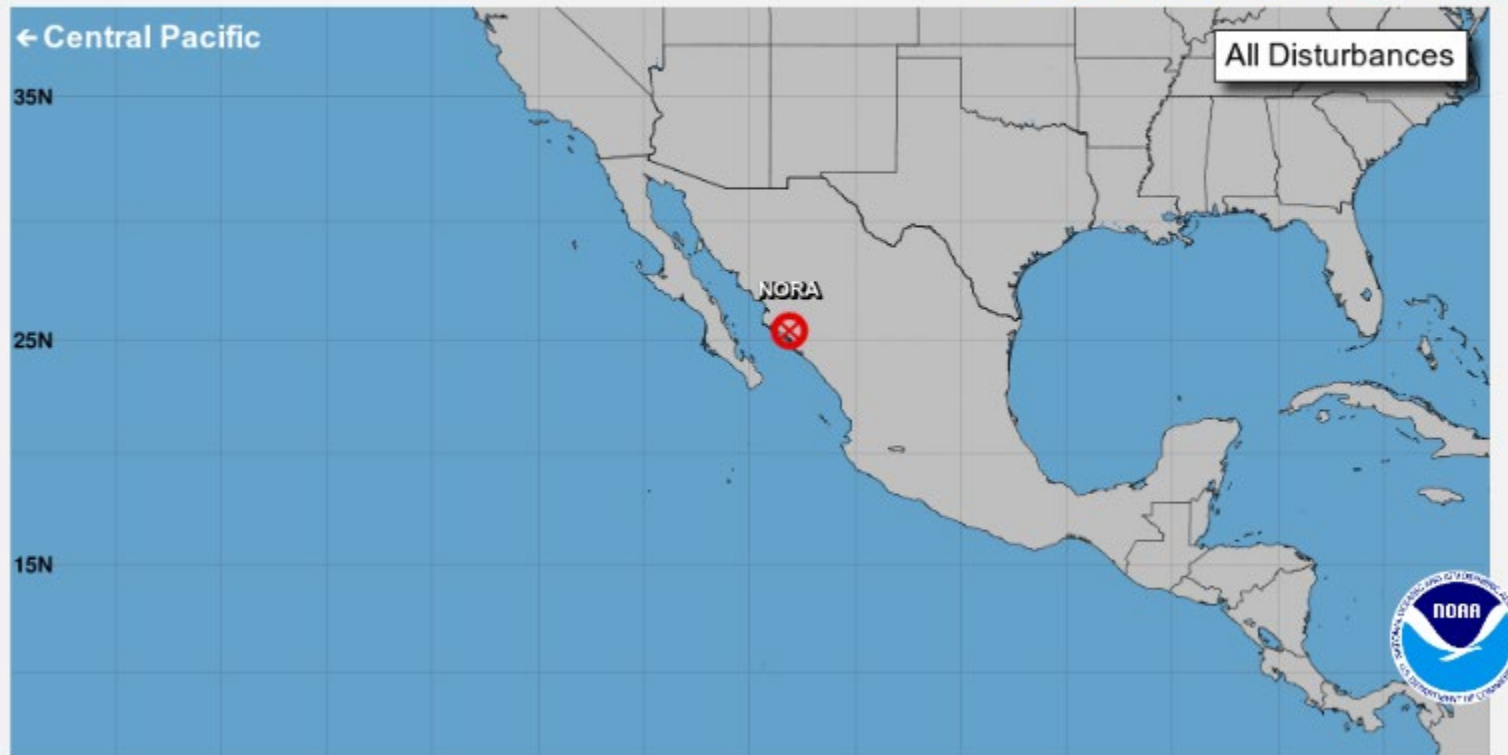 ← Central Pacific
All Disturbances
35N
NORA
25N
15N
NOAA